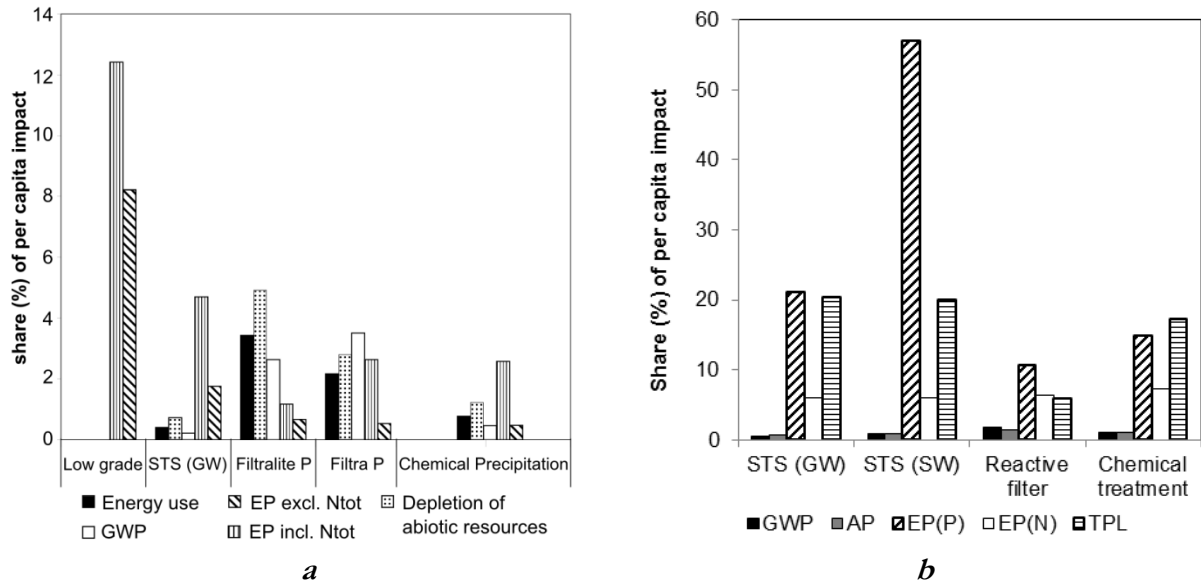 share (%) of per capita impact
14
12
10
8
6
4
2
0
Low grade STS (GW) Filtralite P Filtra P Chemical Precipitation
Energy use EP excl. Ntot Depletion of
abiotic resources
GWP EP incl. Ntot
a
Share (%) of per capita impact
60
50
40
30
20
10
0
STS (GW) STS (SW) Reactive Chemical
filter treatment
GWP AP EP(P) EP(N) TPL
b